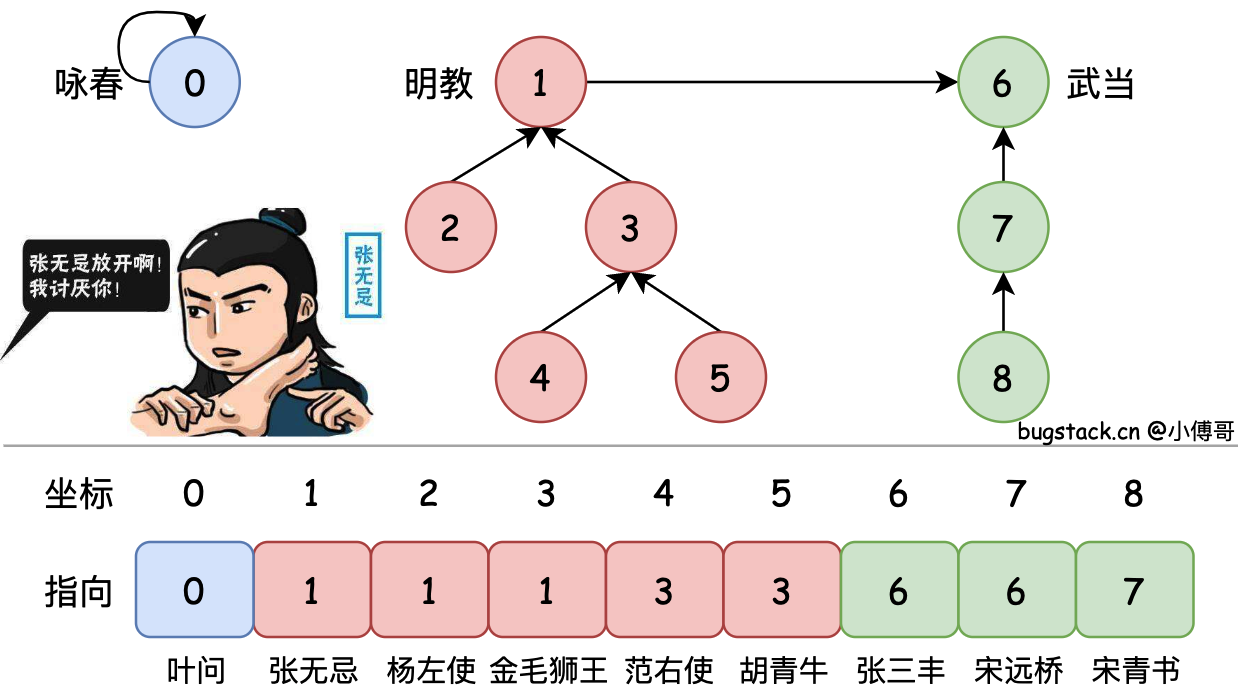 咏春
0
明教
1
6
武当
2
3
7
张无忌放开啊!
我讨厌你!
张无忌
4
5
8
bugstack.cn @小傅哥
坐标 0 1 2 3 4 5 6 7 8
指向 0 1 1 1 3 3 6 6 7
叶问 张无忌 杨左使 金毛狮王 范右使 胡青牛 张三丰 宋远桥 宋青书